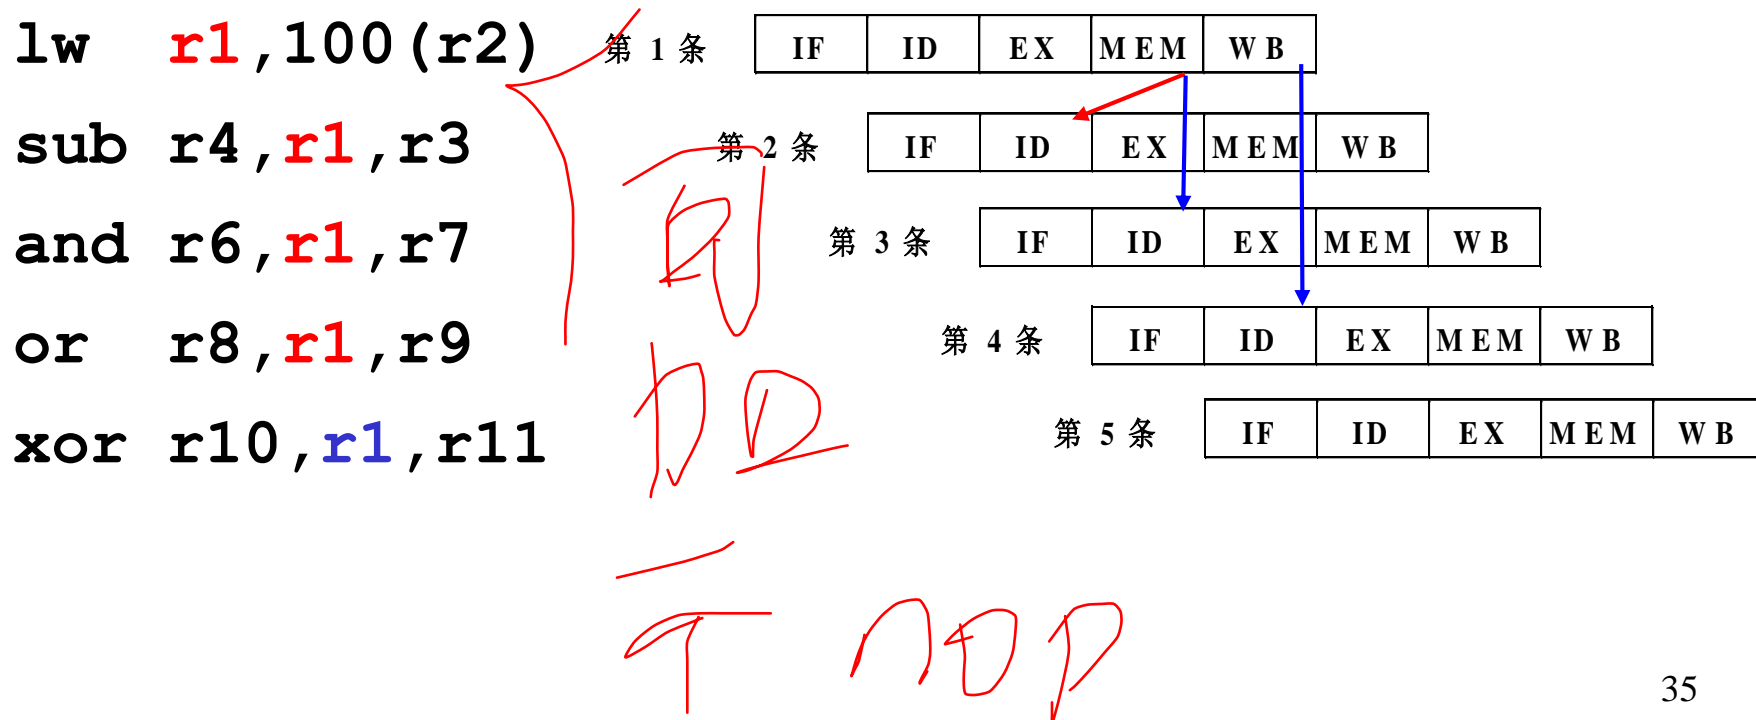 lw r1,100(r2)
sub r4,r1,r3
and r6,r1,r7
or r8,r1,r9
xor r10,r1,r11
第 1 条 IF ID EX MEM WB
第 2 条 IF ID EX MEM WB
第 3 条 IF ID EX MEM WB
第 4 条 IF ID EX MEM WB
第 5 条 IF ID EX MEM WB
可
加
一
nop
35